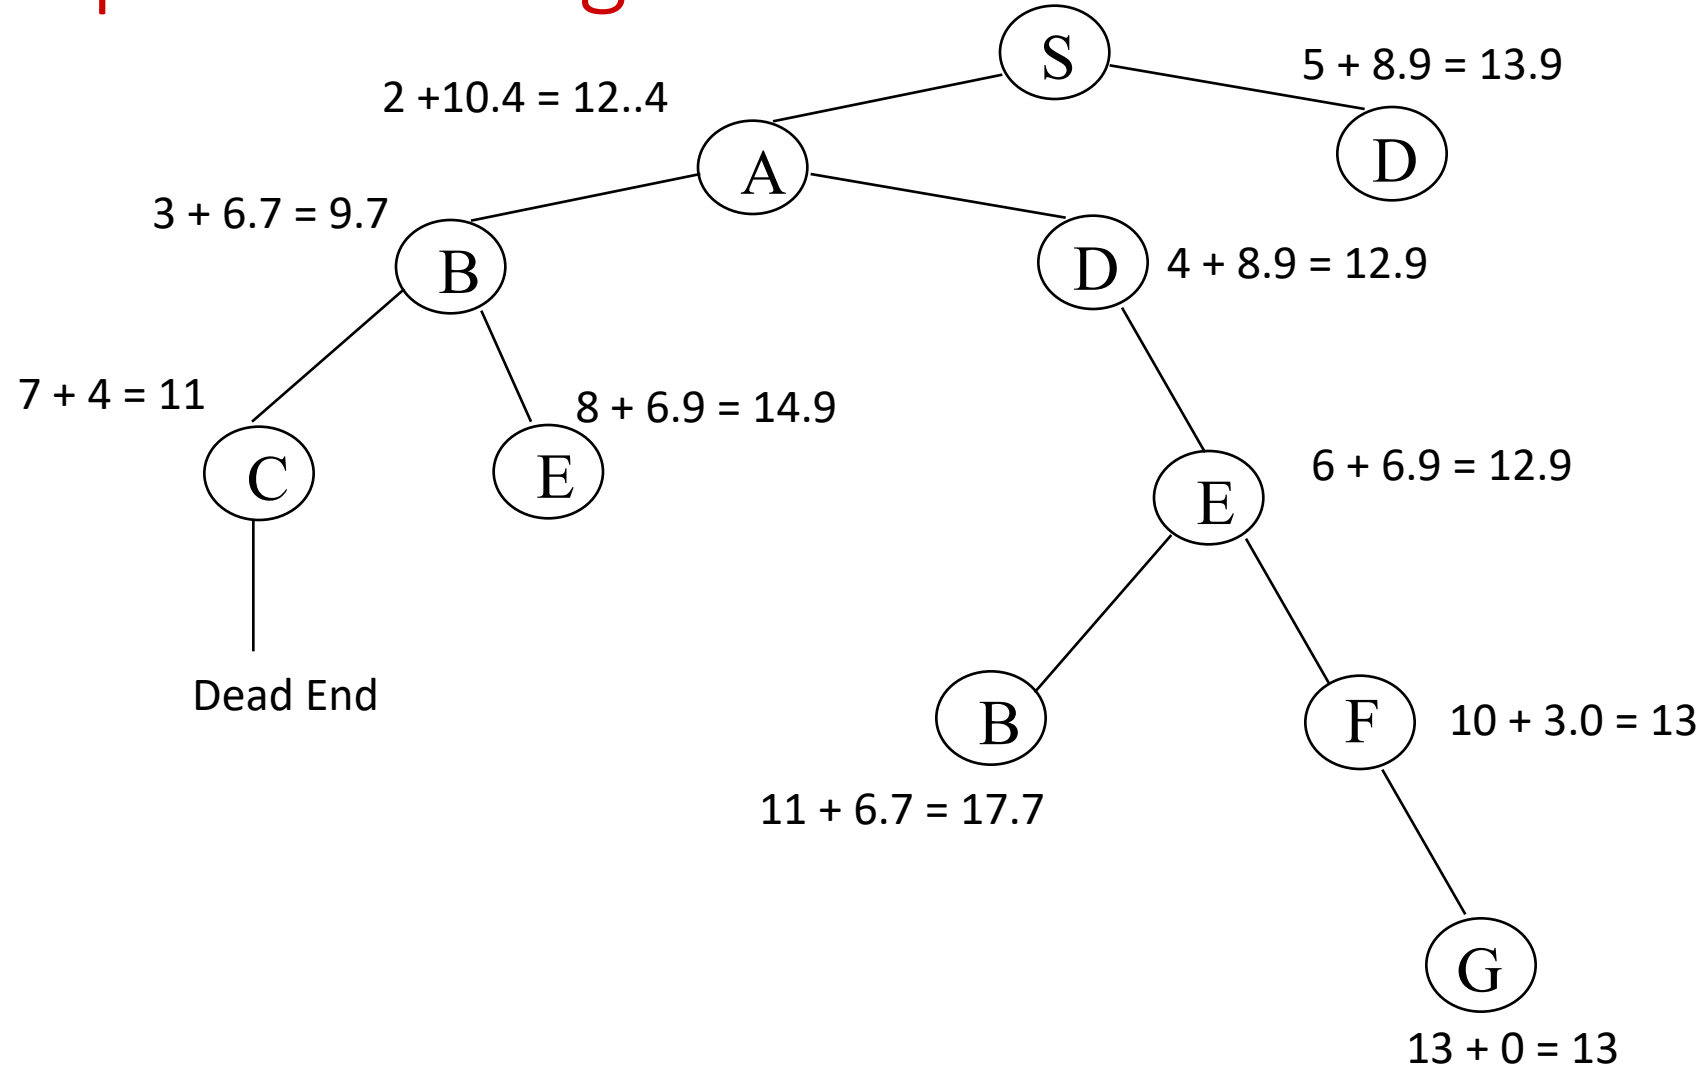 S
5 + 8.9 = 13.9
2 +10.4 = 12..4
D
A
3 + 6.7 = 9.7
B
D
4 + 8.9 = 12.9
7 + 4 = 11
8 + 6.9 = 14.9
C
E
6 + 6.9 = 12.9
E
Dead End
B
F
10 + 3.0 = 13
11 + 6.7 = 17.7
G
13 + 0 = 13